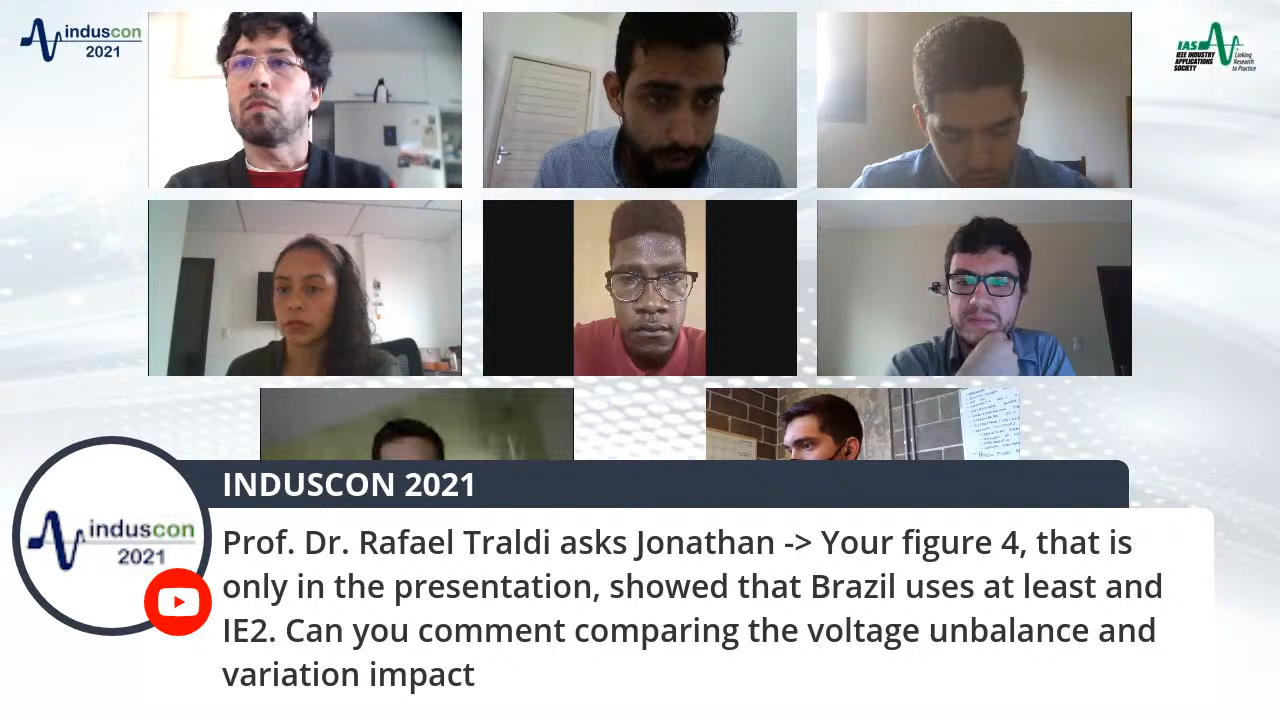 induscon
2021
IAS
IEEE INDUSTRY
APPLICATIONS
SOCIETY
Linking
Research
to Practice
INDUSCON 2021
induscon
2021
Prof. Dr. Rafael Traldi asks Jonathan -> Your figure 4, that is
only in the presentation, showed that Brazil uses at least and
IE2. Can you comment comparing the voltage unbalance and
variation impact